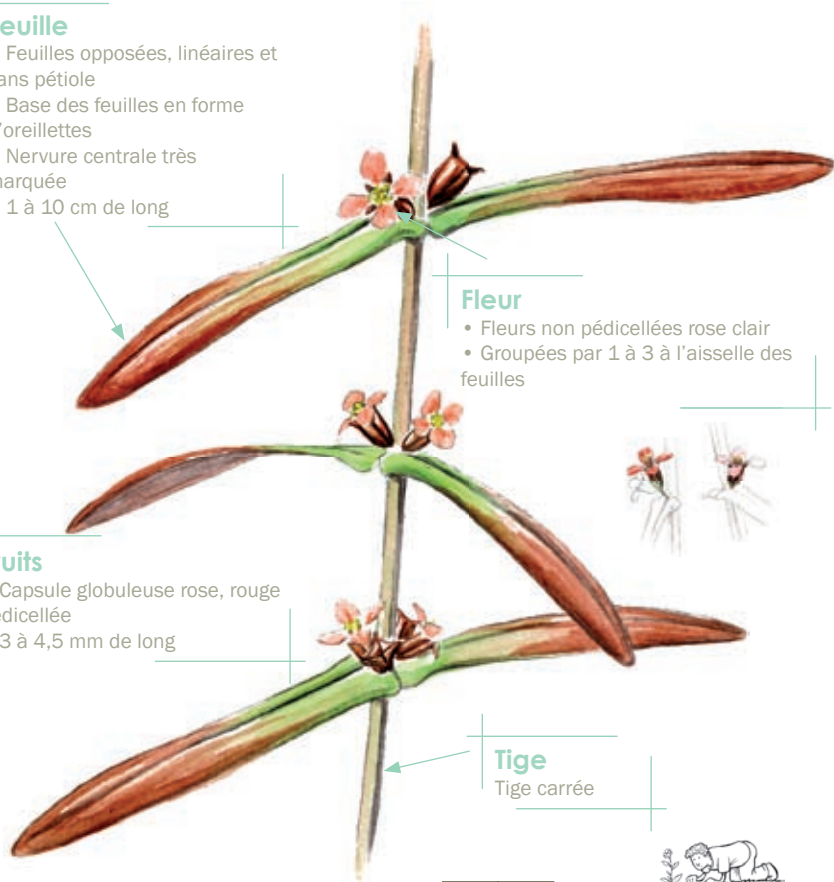 euille
Feuilles opposées, linéaires et
ans pétiole
Base des feuilles en forme
'oreillettes
Nervure centrale très
arquée
1 à 10 cm de long
Fleur
• Fleurs non pédicellées rose clair
• Groupées par 1 à 3 à l'aisselle des
feuilles
uits
Capsule globuleuse rose, rouge
édicellée
3 à 4,5 mm de long
Tige
Tige carrée